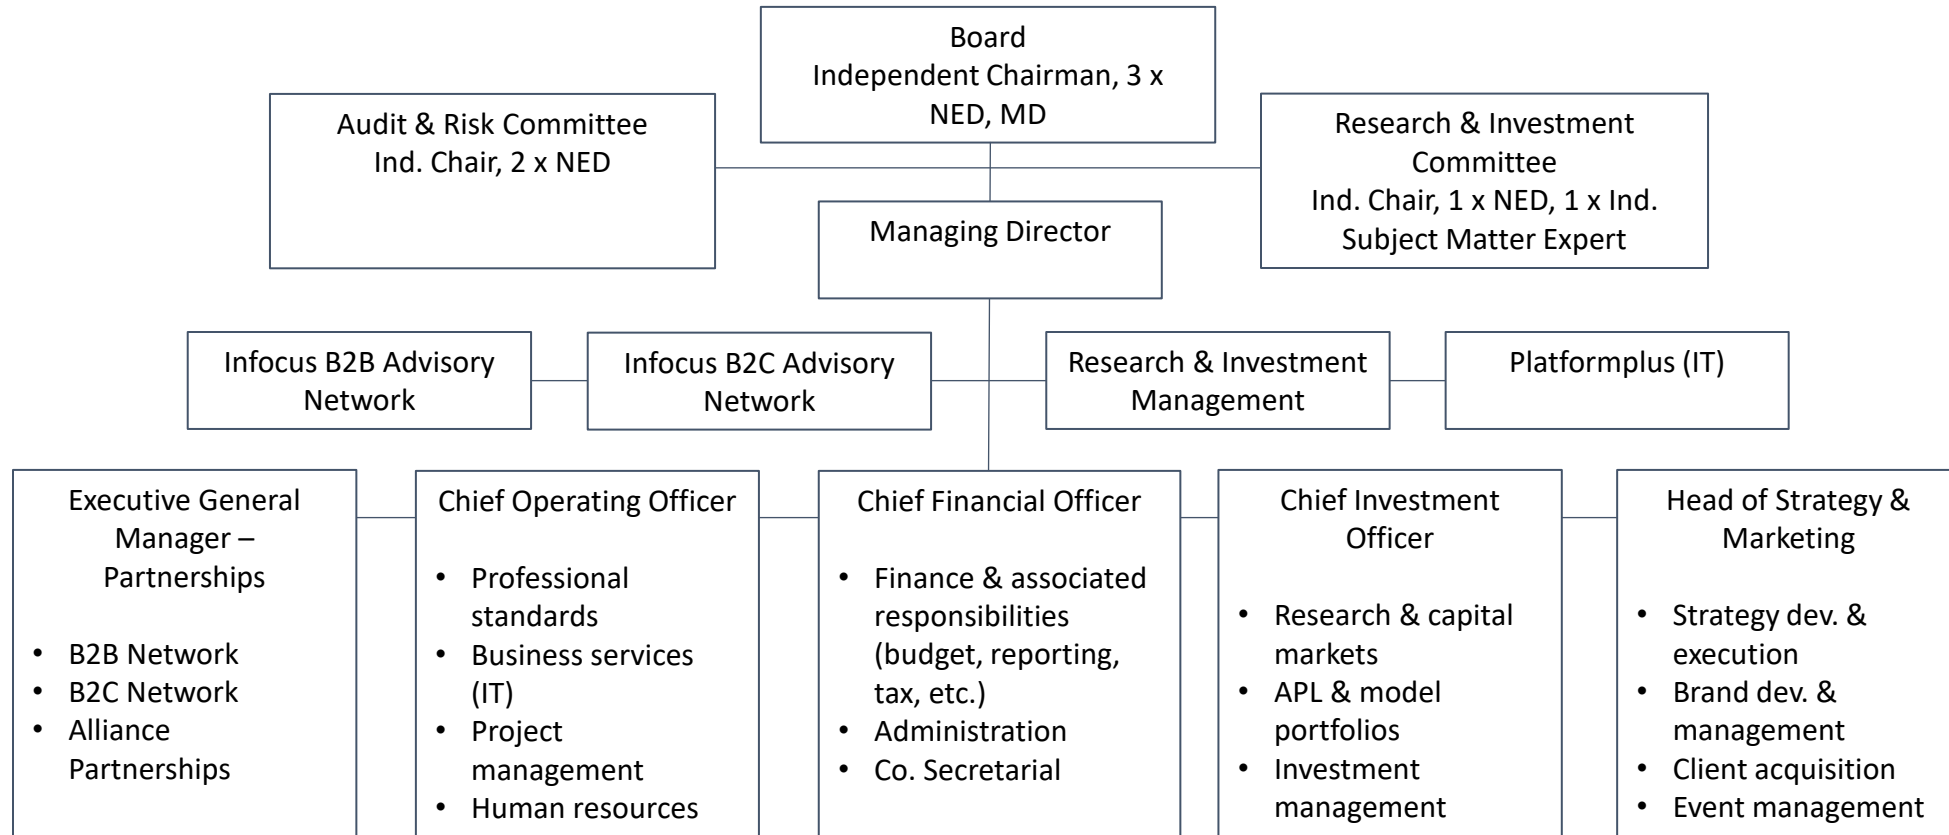 Board
Independent Chairman, 3 x
NED, MD
Audit & Risk Committee
Ind. Chair, 2 x NED
Research & Investment
Committee
Ind. Chair, 1 x NED, 1 x Ind.
Subject Matter Expert
Managing Director
Infocus B2B Advisory
Network
Infocus B2C Advisory
Network
Research & Investment
Management
Platformplus (IT)
Executive General
Manager –
Partnerships
• B2B Network
• B2C Network
• Alliance
Partnerships
Chief Operating Officer
• Professional
standards
• Business services
(IT)
• Project
management
• Human resources
Chief Financial Officer
• Finance & associated
responsibilities
(budget, reporting,
tax, etc.)
• Administration
• Co. Secretarial
Chief Investment
Officer
• Research & capital
markets
• APL & model
portfolios
• Investment
management
Head of Strategy &
Marketing
• Strategy dev. &
execution
• Brand dev. &
management
• Client acquisition
• Event management